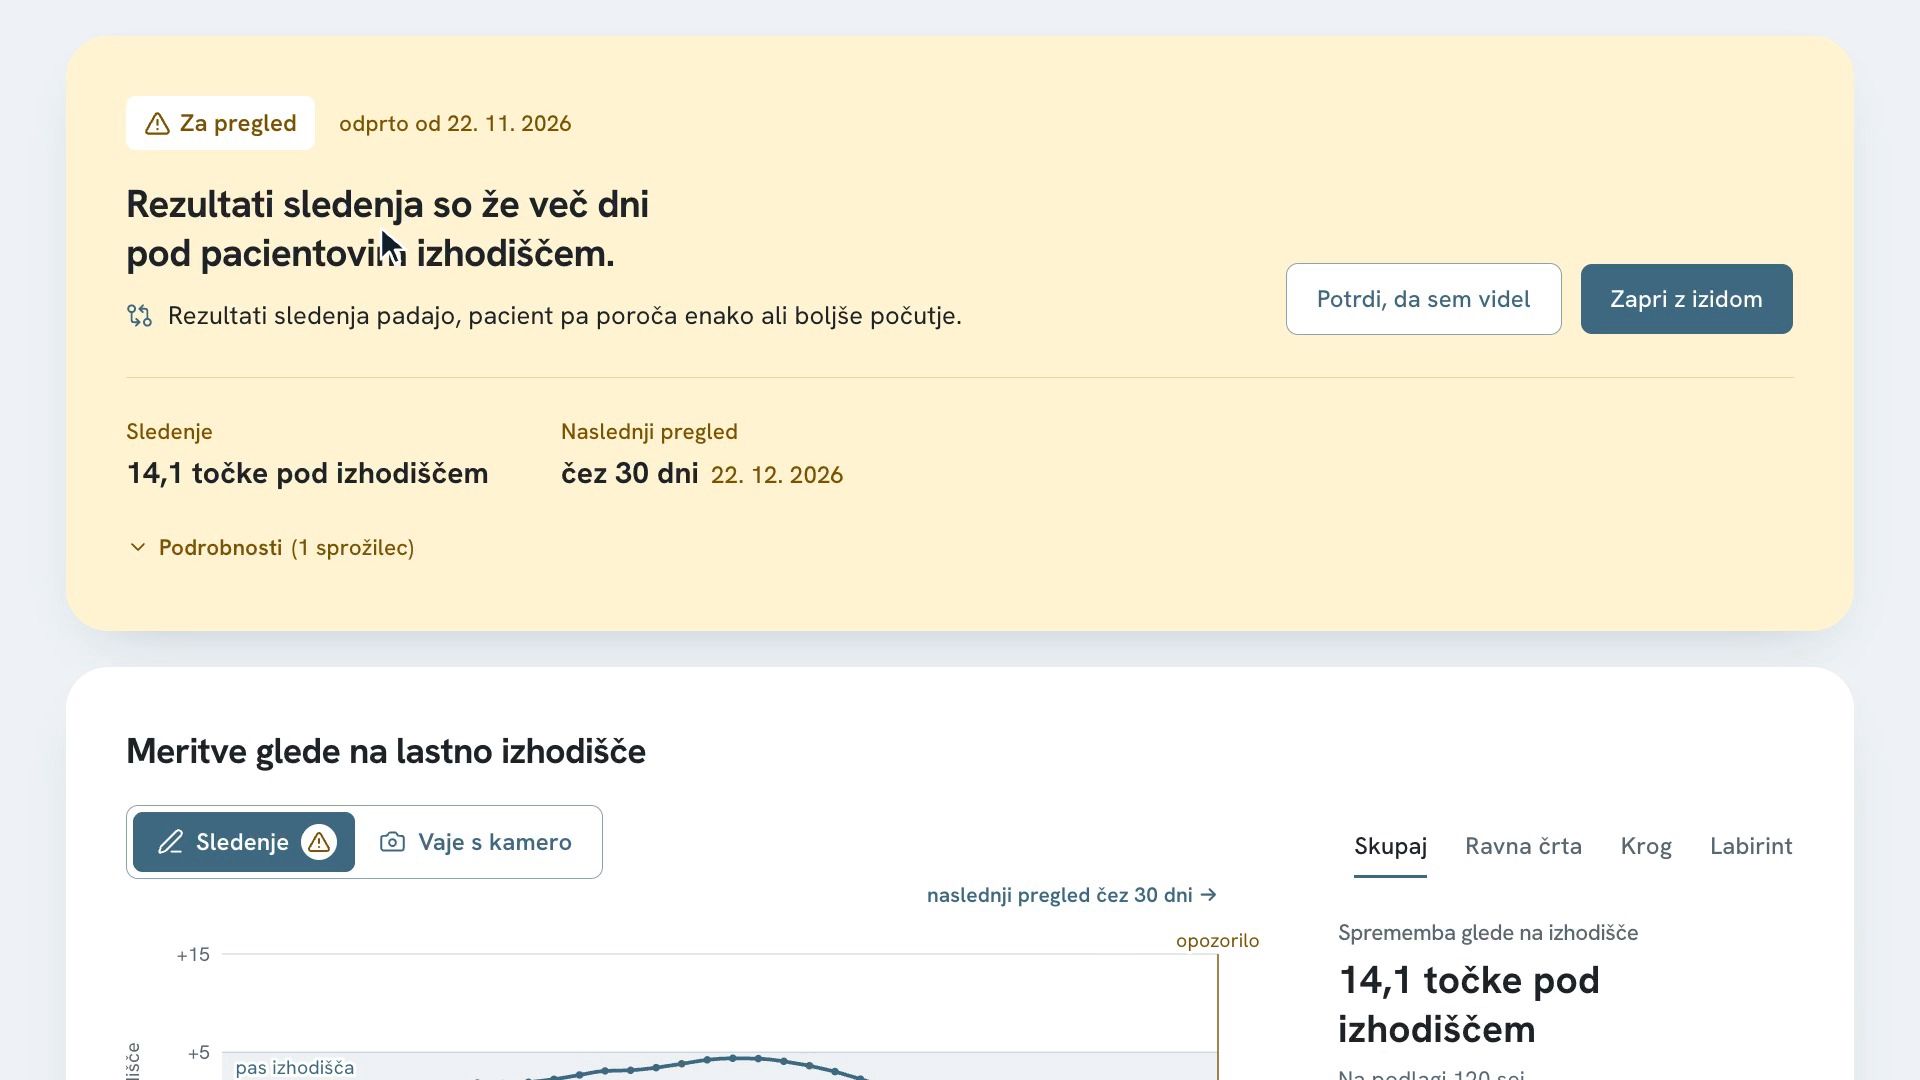 Za pregled
odprto od 22. 11. 2026
Rezultati sledenja so že več dni
pod pacientovim izhodiščem.
Rezultati sledenja padajo, pacient pa poroča enako ali boljše počutje.
Potrdi, da sem videl
Zapri z izidom
Sledenje
14,1 točke pod izhodiščem
Naslednji pregled
čez 30 dni 22. 12. 2026
Podrobnosti (1 sprožilec)
Meritve glede na lastno izhodišče
Sledenje
Vaje s kamero
Skupaj
Ravna črta
Krog
Labirint
naslednji pregled čez 30 dni →
opozorilo
+15
+5
pas izhodišča
Sprememba glede na izhodišče
14,1 točke pod
izhodiščem
Na podlagi 120 sej